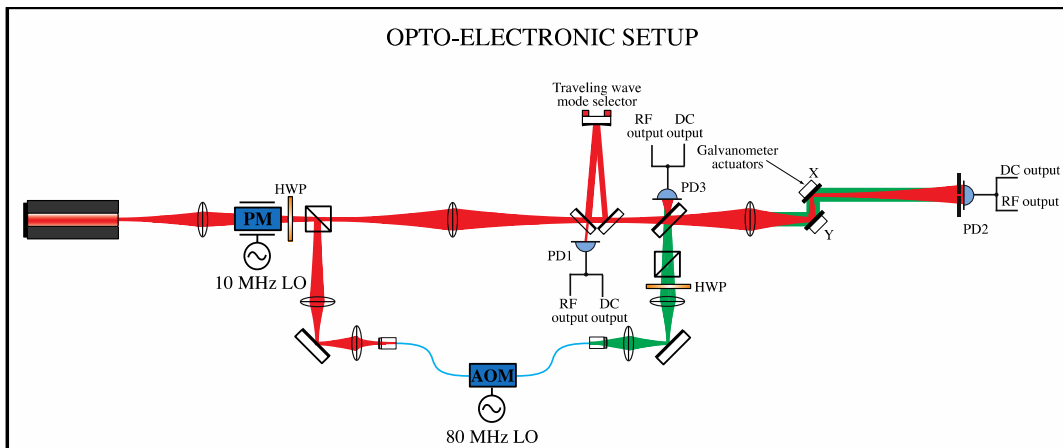 OPTO-ELECTRONIC SETUP
Traveling wave
mode selector
RF
output
DC
output
Galvanometer
actuators
X
HWP
PM
PD3
DC output
RF output
PD2
Y
10 MHz LO
PD1
HWP
RF
output
DC
output
AOM
80 MHz LO